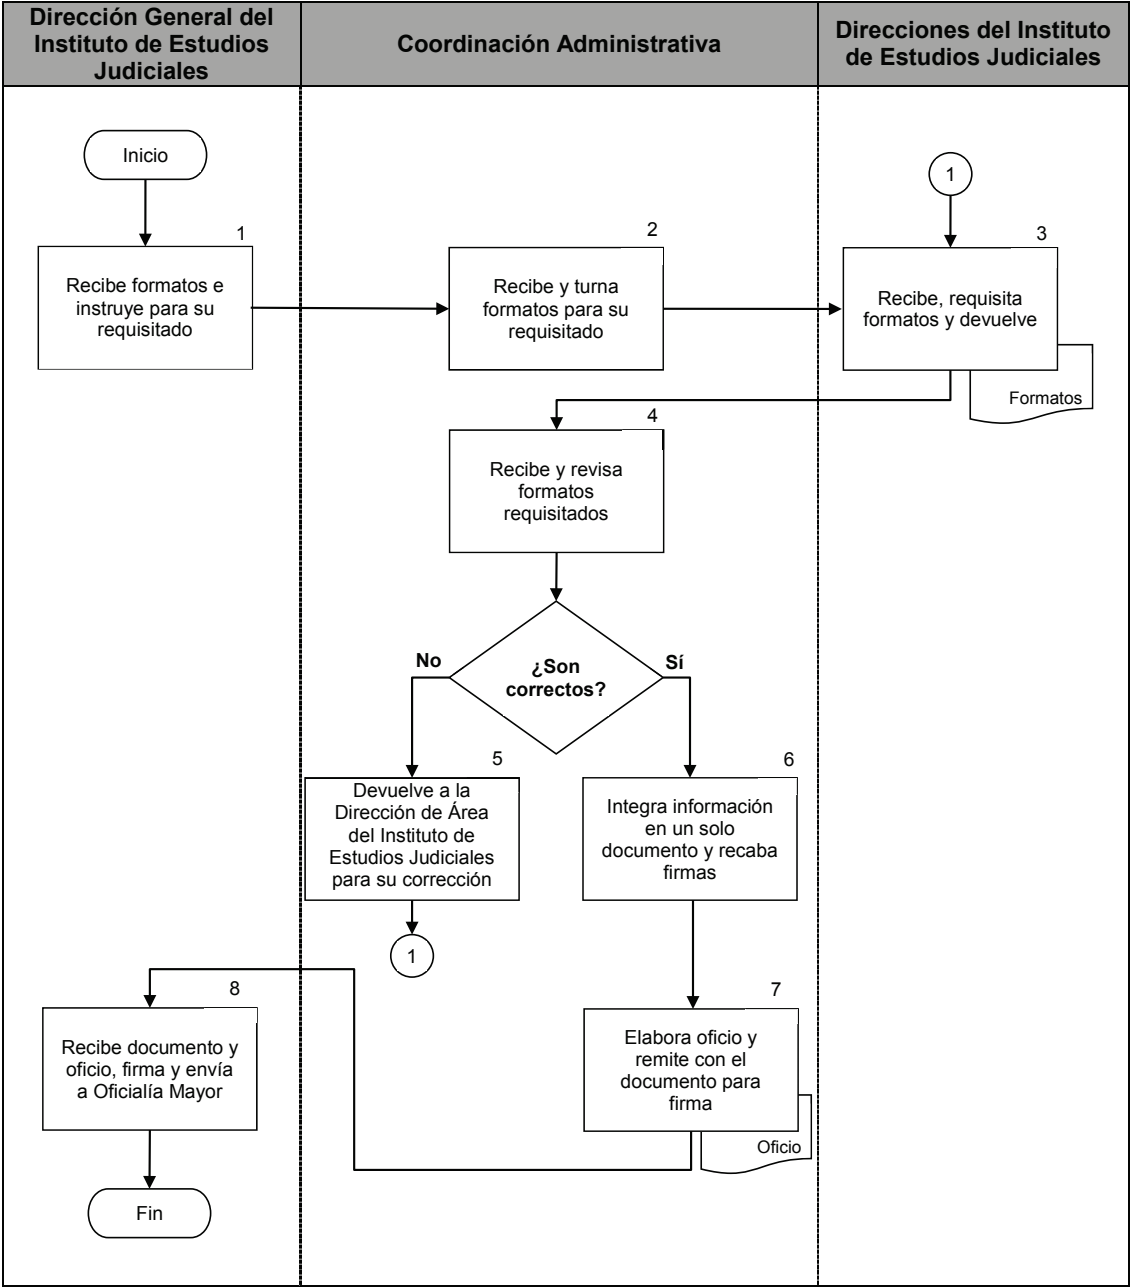 Dirección General del
Instituto de Estudios
Judiciales
Coordinación Administrativa
Direcciones del Instituto
de Estudios Judiciales
Inicio
1
1
Recibe formatos e
instruye para su
requisitado
2
Recibe y turna
formatos para su
requisitado
3
Recibe, requisita
formatos y devuelve
Formatos
4
Recibe y revisa
formatos
requisitados
¿Son
correctos?
No
Sí
5
Devuelve a la
Dirección de Área
del Instituto de
Estudios Judiciales
para su corrección
1
6
Integra información
en un solo
documento y recaba
firmas
7
Elabora oficio y
remite con el
documento para
firma
Oficio
8
Recibe documento y
oficio, firma y envía
a Oficialía Mayor
Fin